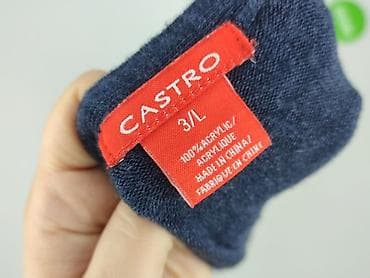 CASTRO
3/L
100% ACRYLIC/
ACRYLIQUE
MADE IN CHINA/
FABRIQUE EN CHINE